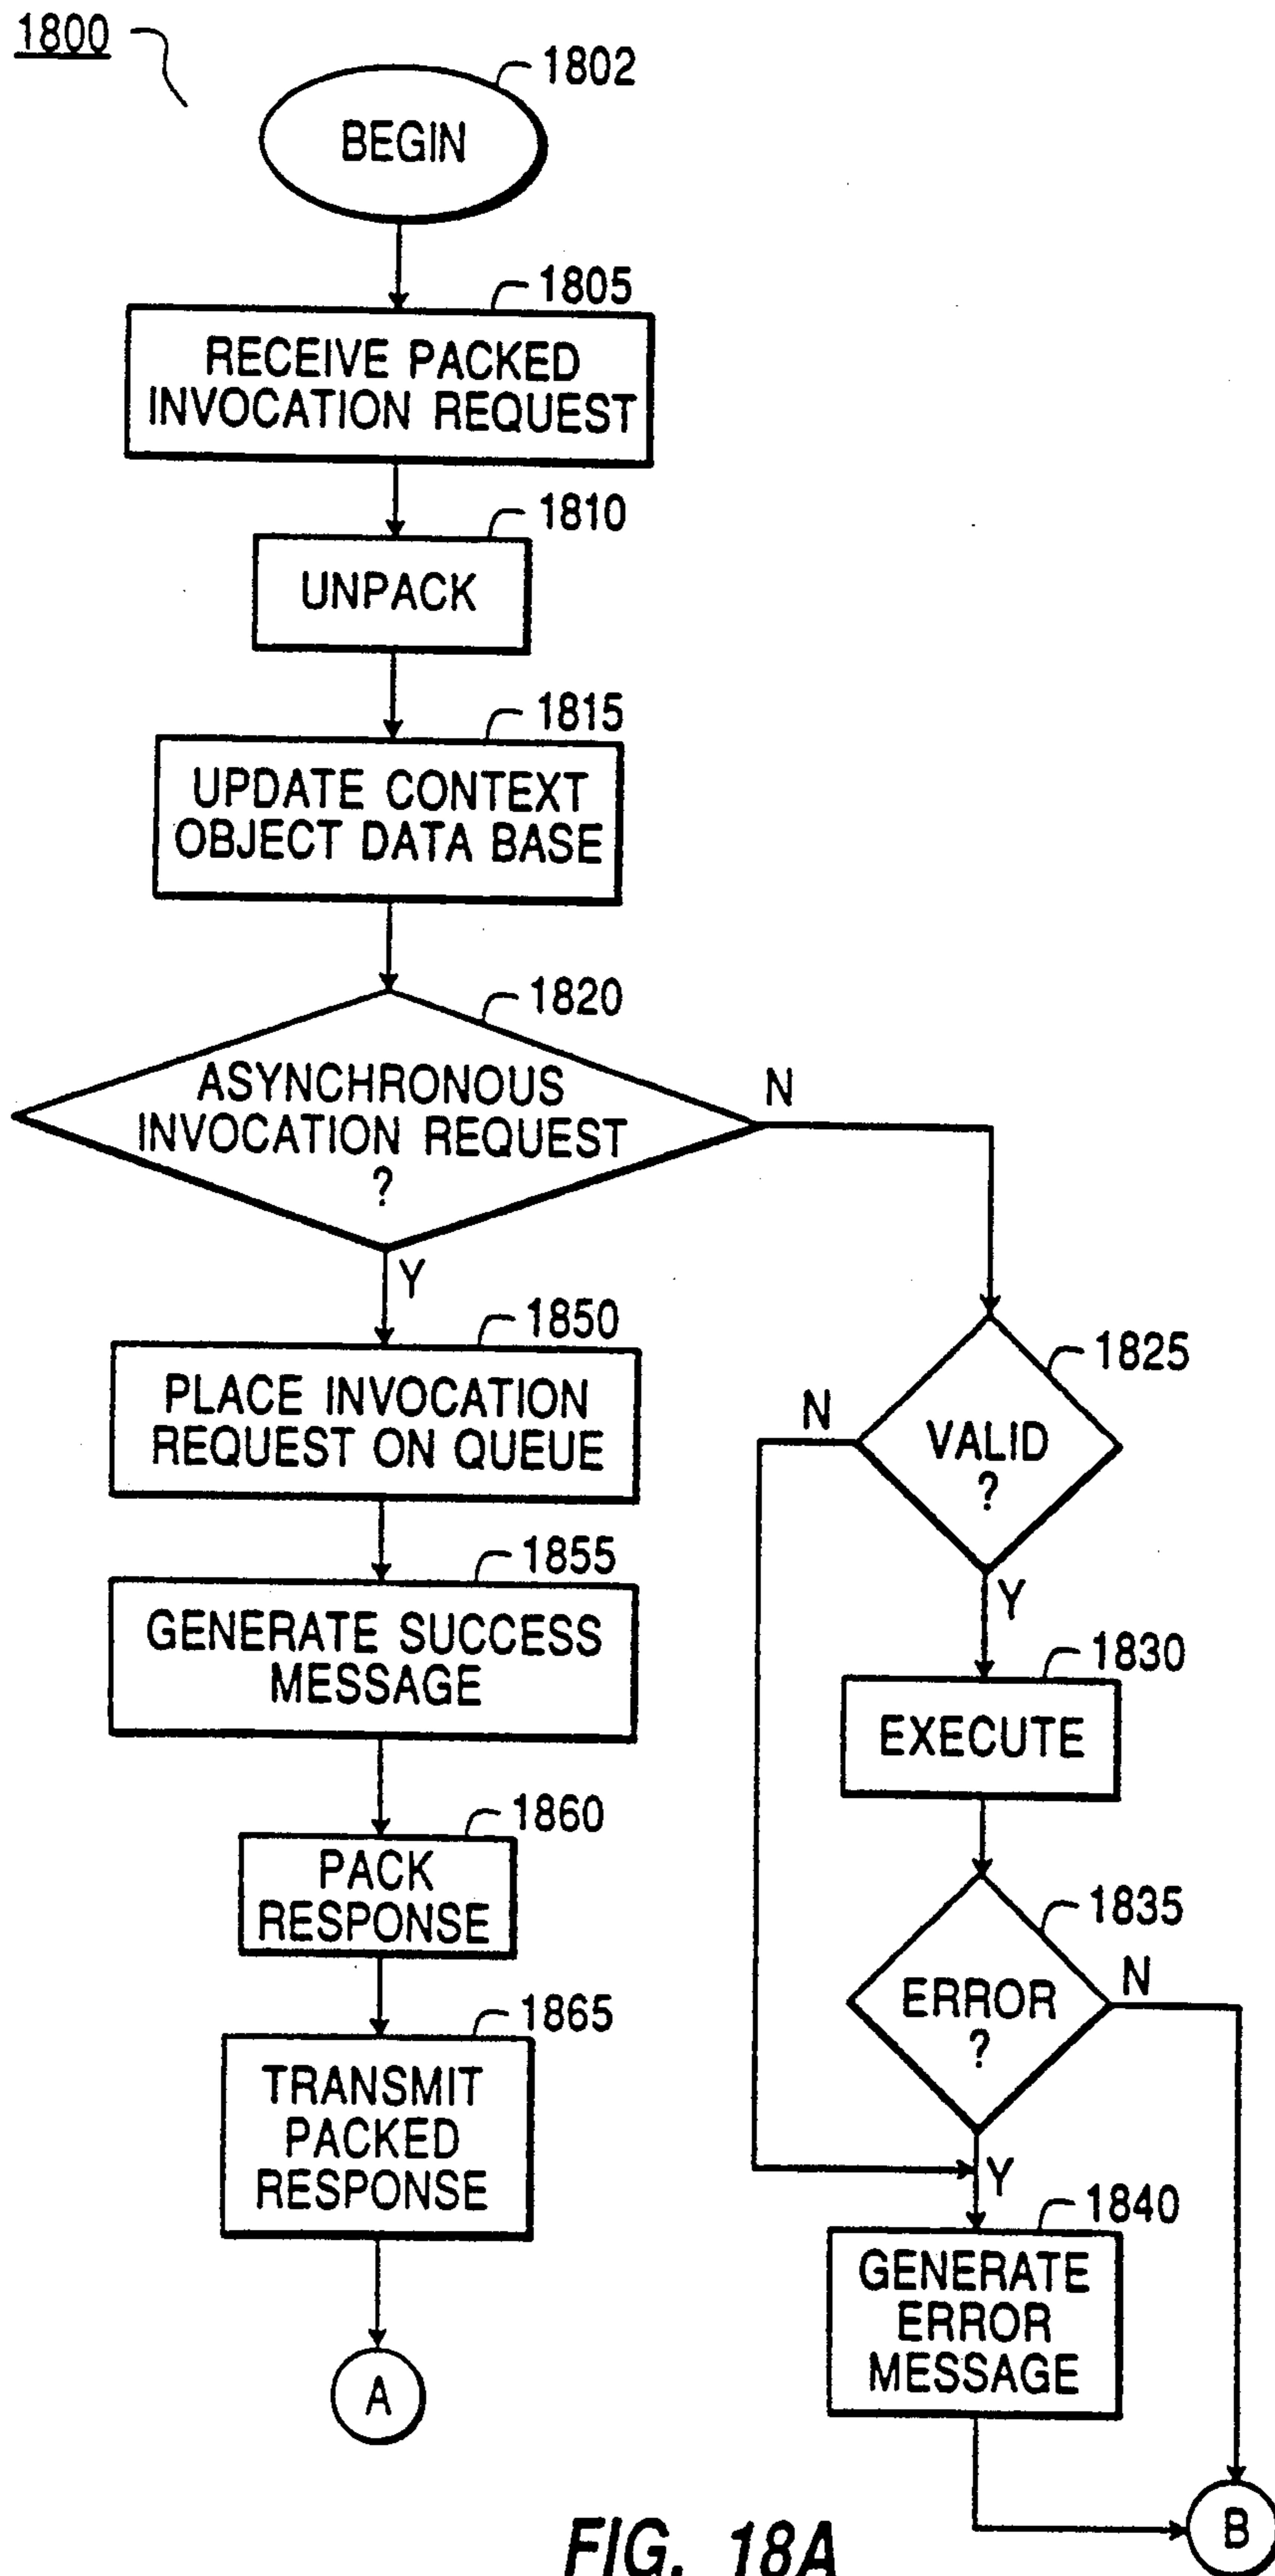 1800
1802
BEGIN
1805
RECEIVE PACKED
INVOCATION REQUEST
1810
UNPACK
1815
UPDATE CONTEXT
OBJECT DATA BASE
1820
ASYNCHRONOUS
INVOCATION REQUEST
?
N
Y
1850
PLACE INVOCATION
REQUEST ON QUEUE
1855
GENERATE SUCCESS
MESSAGE
1860
PACK
RESPONSE
1865
TRANSMIT
PACKED
RESPONSE
A
1825
VALID
?
N
Y
1830
EXECUTE
1835
ERROR
?
N
Y
1840
GENERATE
ERROR
MESSAGE
B
FIG. 18A